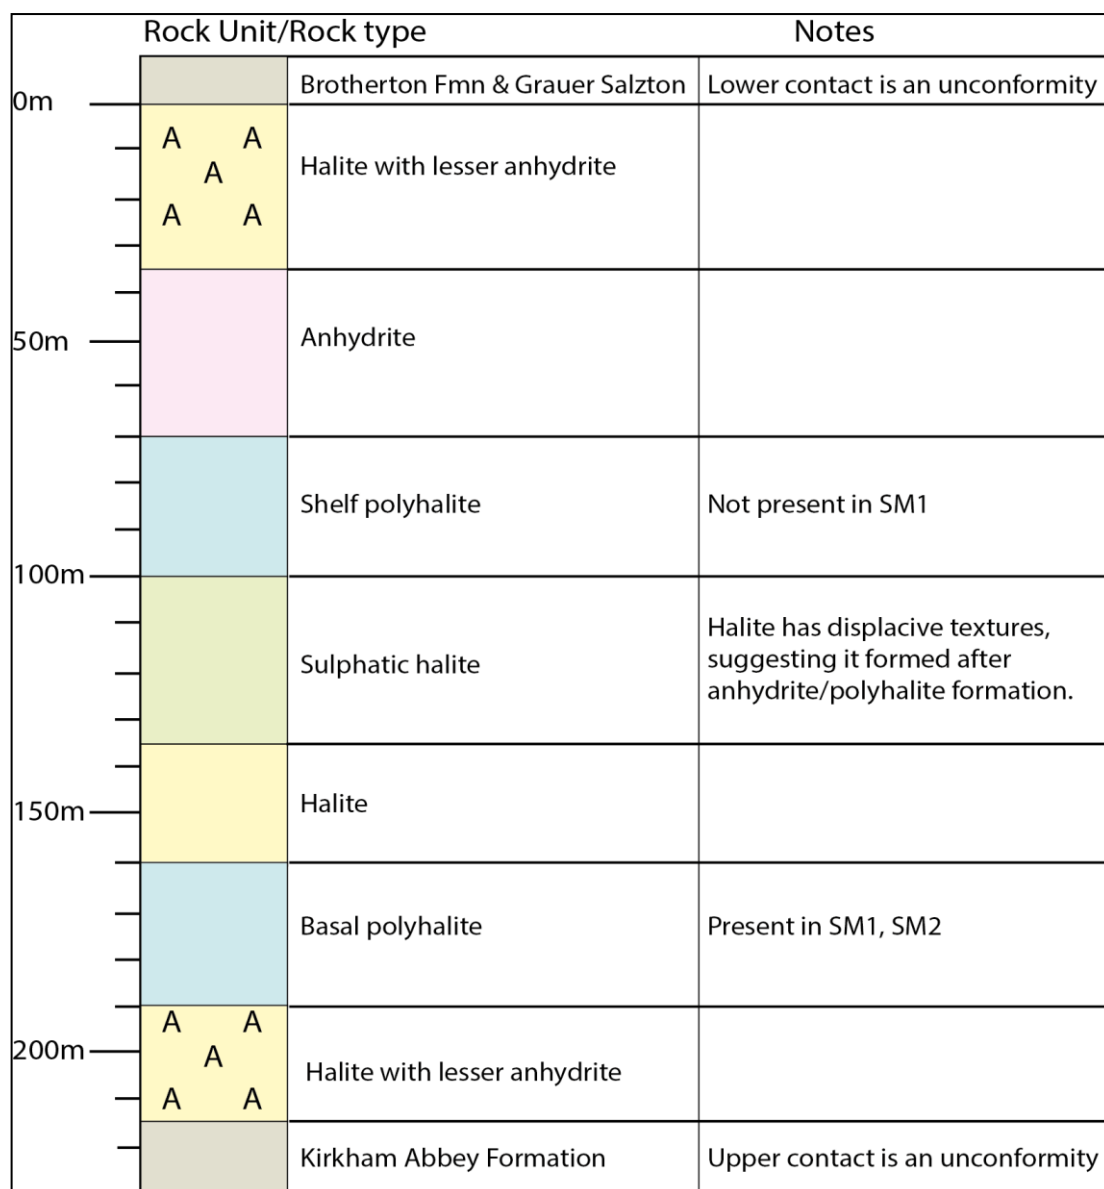 Rock Unit/Rock type Notes
Brotherton Fmn & Grauer Salzton Lower contact is an unconformity
0m
A A
A
A A
Halite with lesser anhydrite
50m
Anhydrite
Shelf polyhalite Not present in SM1
100m
Sulphatic halite
Halite has displacive textures,
suggesting it formed after
anhydrite/polyhalite formation.
150m
Halite
Basal polyhalite Present in SM1, SM2
A A
200m
A
A A
Halite with lesser anhydrite
Kirkham Abbey Formation Upper contact is an unconformity